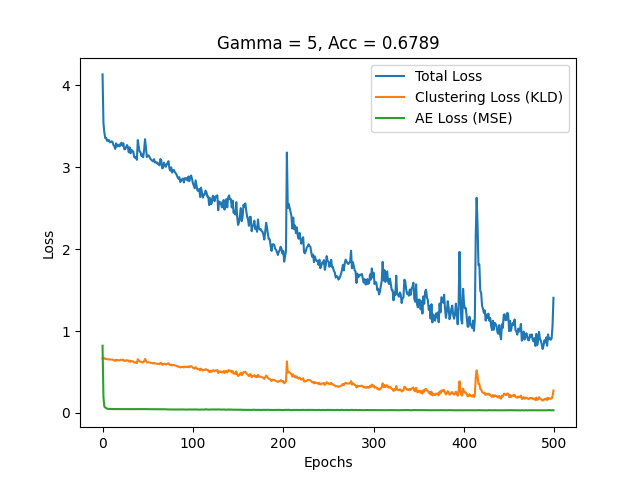 Gamma = 5, Acc = 0.6789
Total Loss
Clustering Loss (KLD)
AE Loss (MSE)
Loss
4
3
2
1
0
0 100 200 300 400 500
Epochs